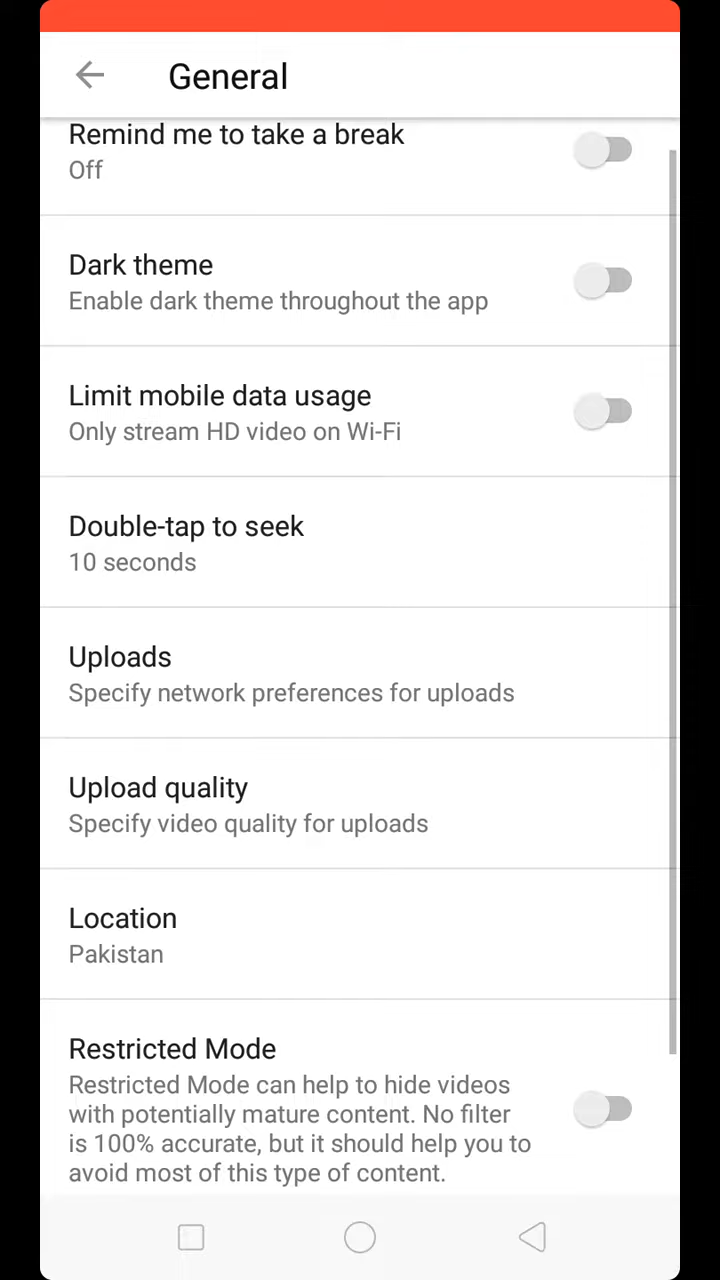 General
Remind me to take a break
Off
Dark theme
Enable dark theme throughout the app
Limit mobile data usage
Only stream HD video on Wi-Fi
Double-tap to seek
10 seconds
Uploads
Specify network preferences for uploads
Upload quality
Specify video quality for uploads
Location
Pakistan
Restricted Mode
Restricted Mode can help to hide videos
with potentially mature content. No filter
is 100% accurate, but it should help you to
avoid most of this type of content.